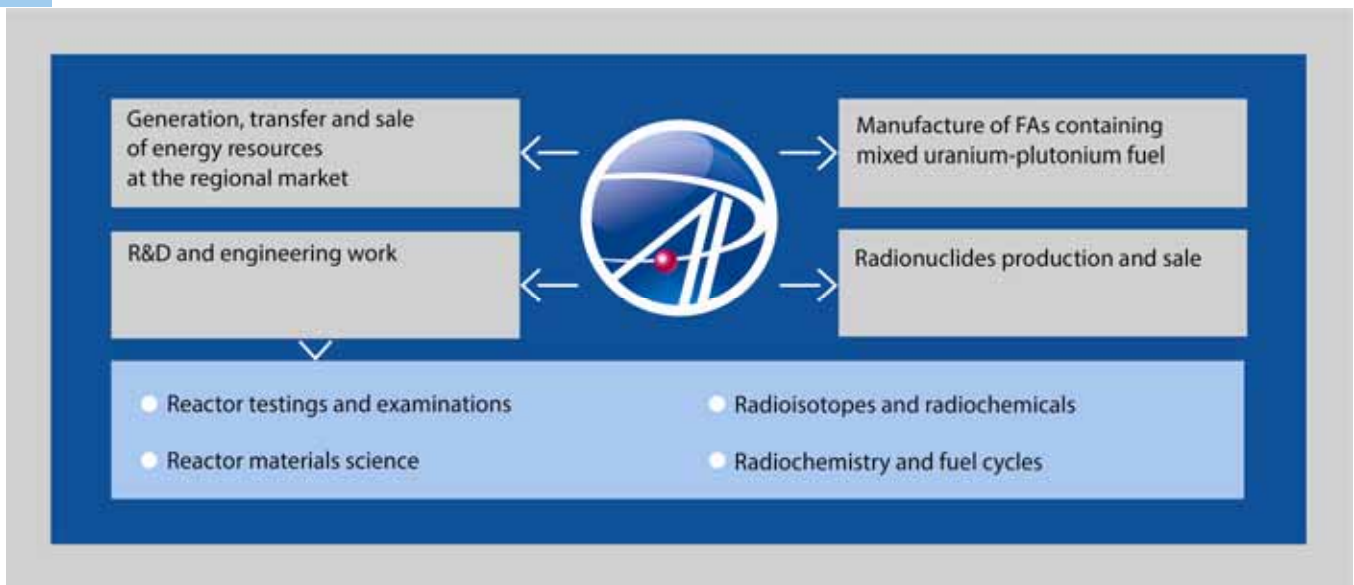 Generation, transfer and sale
of energy resources
at the regional market
Manufacture of FAs containing
mixed uranium-plutonium fuel
R&D and engineering work
Radionuclides production and sale
Reactor testings and examinations
Reactor materials science
Radioisotopes and radiochemicals
Radiochemistry and fuel cycles